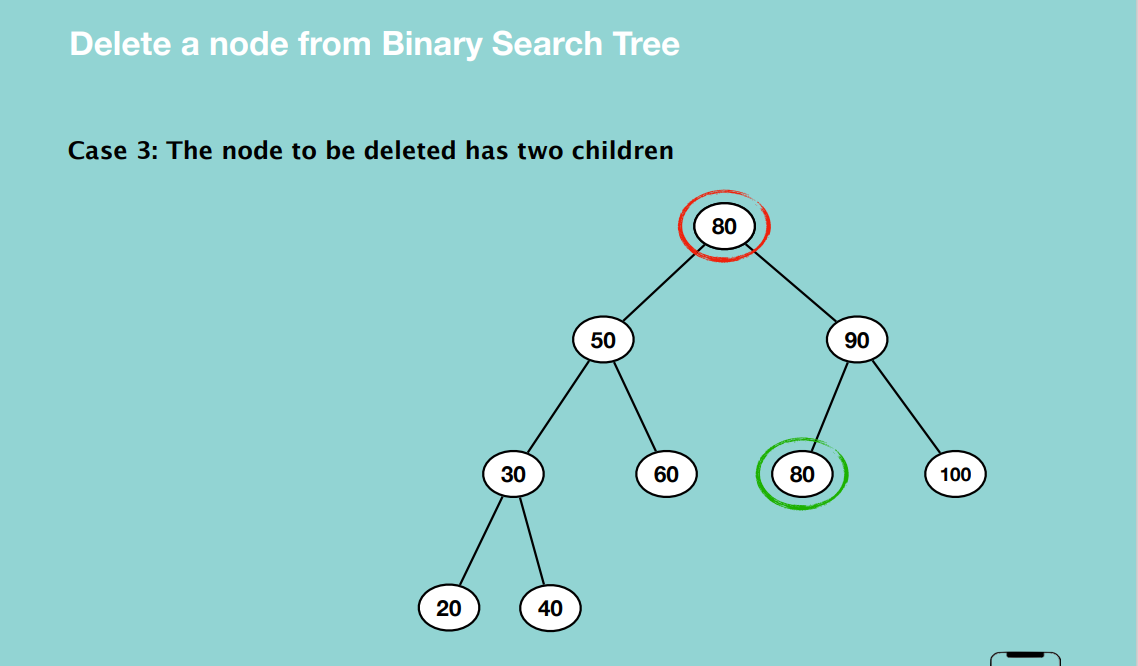 Delete a node from Binary Search Tree
Case 3: The node to be deleted has two children
80
50 90
30 60 80 100
20 40